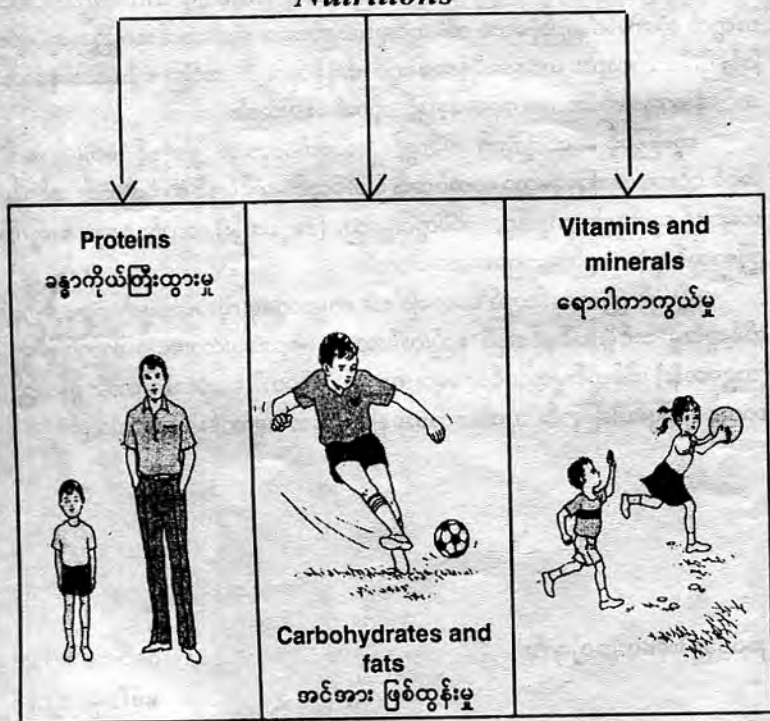 Nutritions
Proteins
ခန္ဓာကိုယ်ကြီးထွားမှု
Carbohydrates and
fats
အင်အား ဖြစ်ထွန်းမှု
Vitamins and
minerals
ရောဂါကာကွယ်မှု